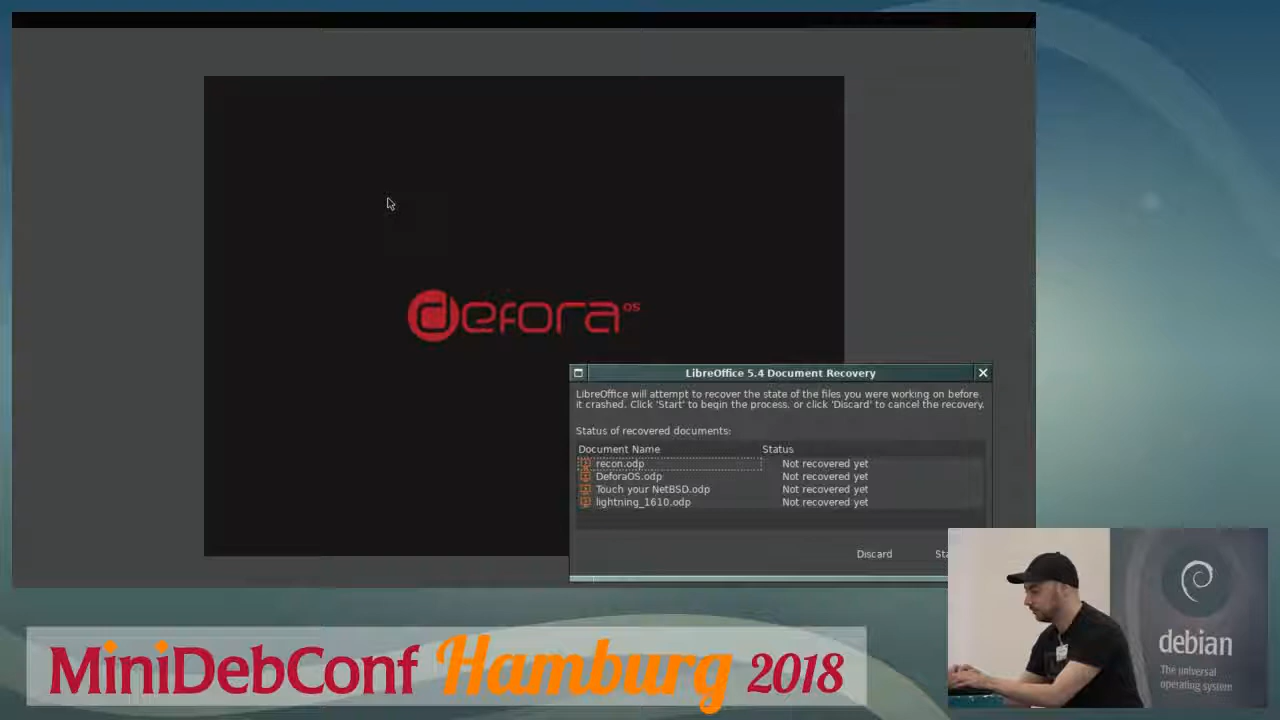 defora os
LibreOffice 5.4 Document Recovery
LibreOffice will attempt to recover the state of the files you were working on before
it crashed. Click 'Start' to begin the process, or click 'Discard' to cancel the recovery.
Status of recovered documents:
Document Name Status
recon.odp Not recovered yet
DeforaOS.odp Not recovered yet
Touch your NetBSD.odp Not recovered yet
lightning_1610.odp Not recovered yet
Discard Sta
debian
The universal
operating system
MiniDebConf Hamburg 2018